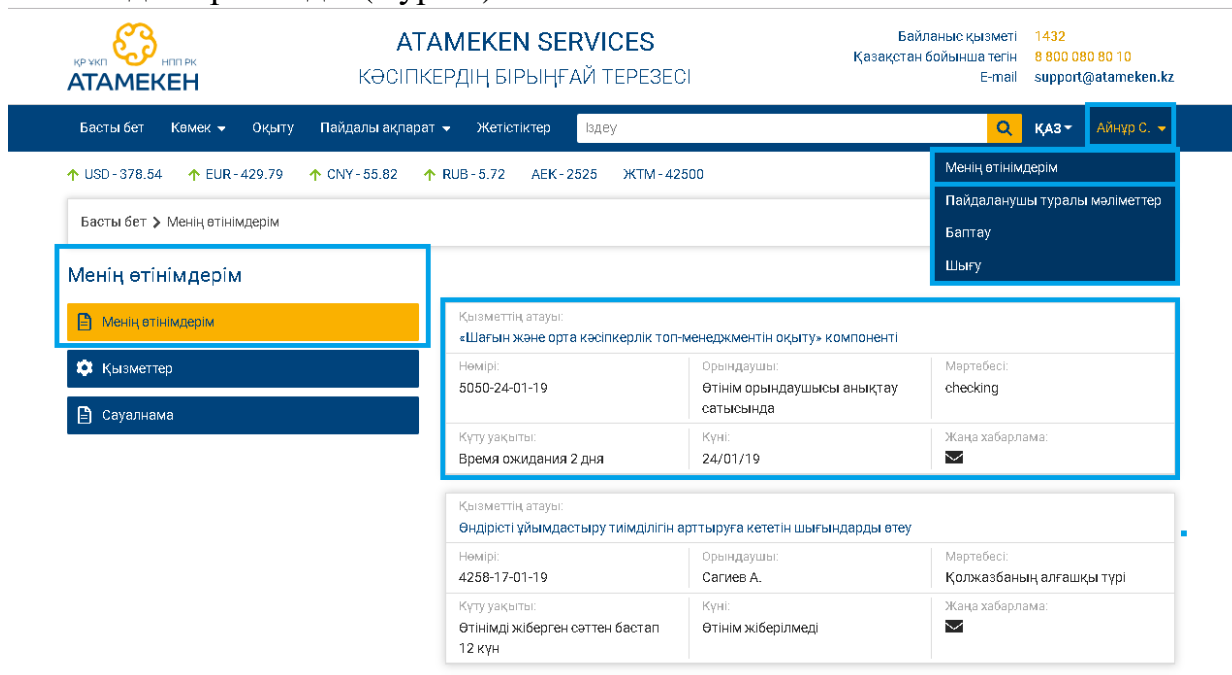 ҚР ҰКП НПП РК
АТАМЕКЕН
ATAMEKEN SERVICES
КӘСІПКЕРДІҢ БІРЫҢҒАЙ ТЕРЕЗЕСІ
Байланыс қызметі 1432
Қазақстан бойынша тегін 8 800 080 80 10
E-mail support@atameken.kz
Басты бет Көмек Оқыту Пайдалы ақпарат Жетістіктер Іздеу ҚАЗ Айнұр С.
USD - 378.54 EUR - 429.79 CNY - 55.82 RUB - 5.72 АЕК - 2525 ЖТМ - 42500
Менің өтінімдерім
Пайдаланушы туралы мәліметтер
Баптау
Шығу
Басты бет Менің өтінімдерім
Менің өтінімдерім
Менің өтінімдерім
Қызметтер
Сауалнама
Қызметтің атауы:
«Шағын және орта кәсіпкерлік топ-менеджментін оқыту» компоненті
Нөмірі: Орындаушы: Мәртебесі:
5050-24-01-19 Өтінім орындаушысы анықтау checking
сатысында
Күту уақыты: Күні: Жаңа хабарлама:
Время ожидания 2 дня 24/01/19
Қызметтің атауы:
Өндірісті ұйымдастыру тиімділігін арттыруға кететін шығындарды өтеу
Нөмірі: Орындаушы: Мәртебесі:
4258-17-01-19 Сагиев А. Қолжазбаның алғашқы түрі
Күту уақыты: Күні: Жаңа хабарлама:
Өтінімді жіберген сәттен бастап Өтінім жіберілмеді
12 күн